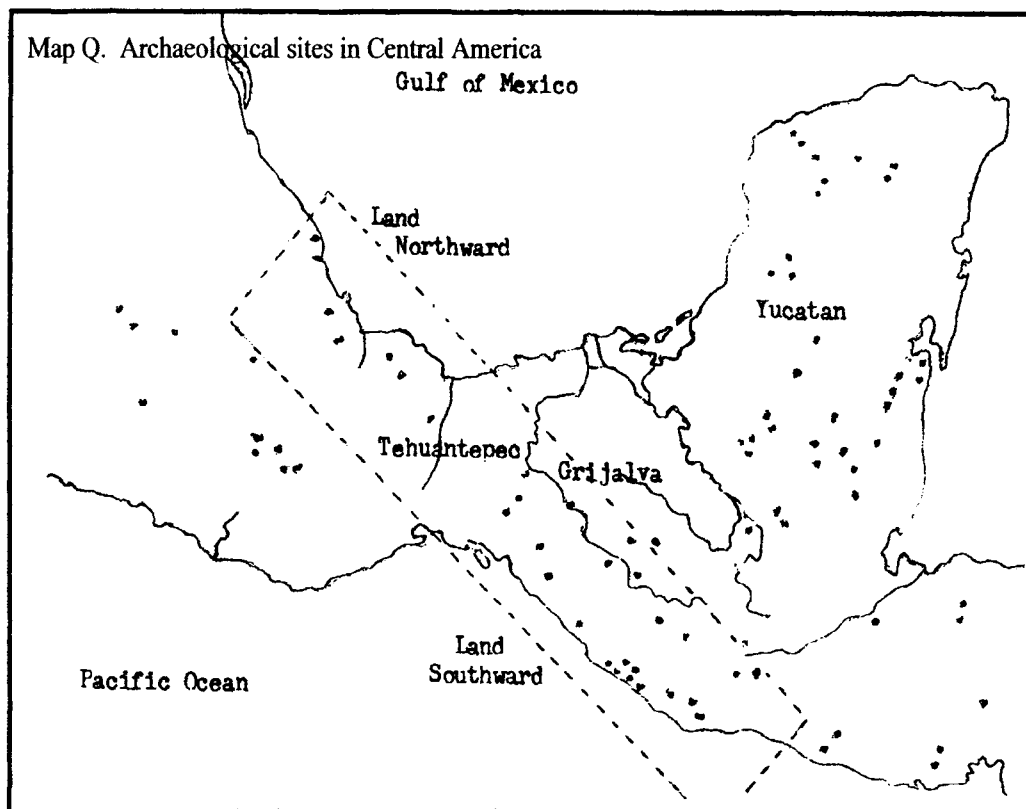 Map Q. Archaeological sites in Central America
Gulf of Mexico
Land
Northward
Yucatan
Tehuantepec
Grijalva
Land
Southward
Pacific Ocean